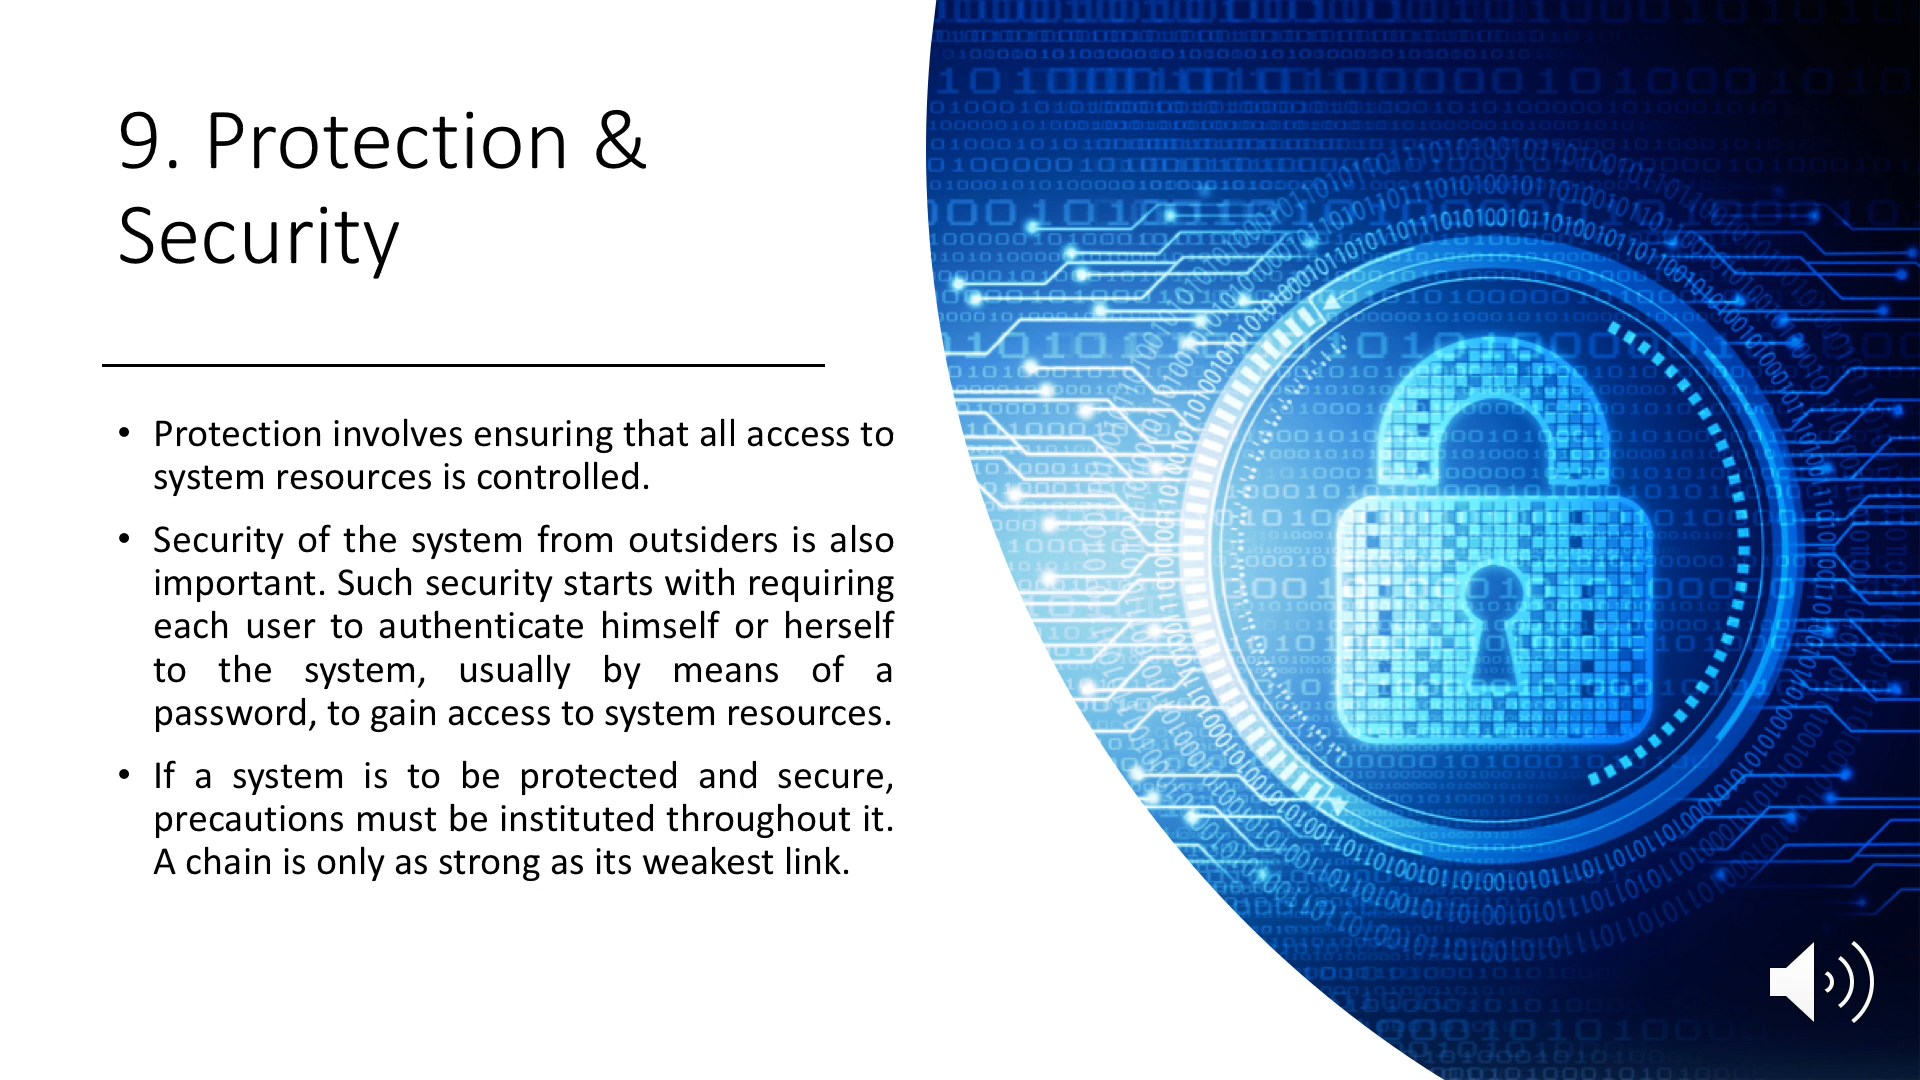 9. Protection &
Security
• Protection involves ensuring that all access to
system resources is controlled.
• Security of the system from outsiders is also
important. Such security starts with requiring
each user to authenticate himself or herself
to the system, usually by means of a
password, to gain access to system resources.
• If a system is to be protected and secure,
precautions must be instituted throughout it.
A chain is only as strong as its weakest link.